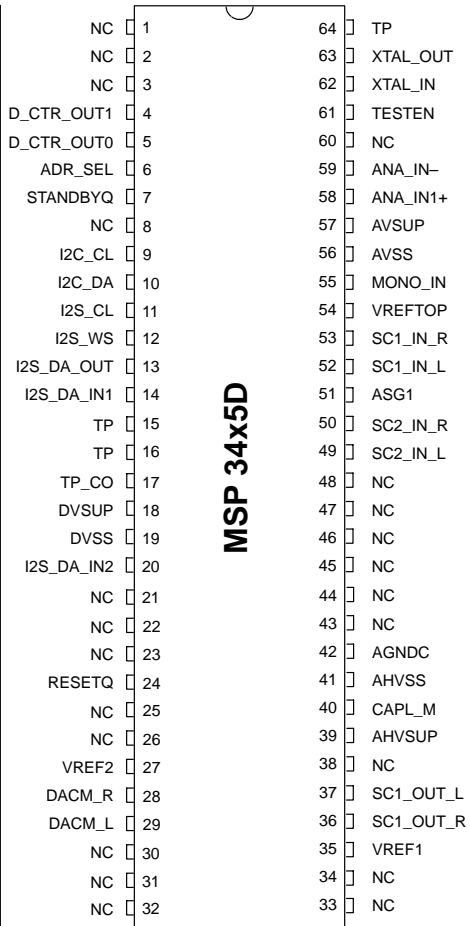 NC 1 64 TP
NC 2 63 XTAL_OUT
NC 3 62 XTAL_IN
D_CTR_OUT1 4 61 TESTEN
D_CTR_OUT0 5 60 NC
ADR_SEL 6 59 ANA_IN–
STANDBYQ 7 58 ANA_IN1+
NC 8 57 AVSUP
I2C_CL 9 56 AVSS
I2C_DA 10 55 MONO_IN
I2S_CL 11 54 VREFTOP
I2S_WS 12 53 SC1_IN_R
I2S_DA_OUT 13 52 SC1_IN_L
I2S_DA_IN1 14 51 ASG1
TP 15 50 SC2_IN_R
TP 16 49 SC2_IN_L
TP_CO 17 48 NC
DVSUP 18 47 NC
DVSS 19 46 NC
I2S_DA_IN2 20 45 NC
NC 21 44 NC
NC 22 43 NC
NC 23 42 AGNDC
RESETQ 24 41 AHVSS
NC 25 40 CAPL_M
NC 26 39 AHVSUP
VREF2 27 38 NC
DACM_R 28 37 SC1_OUT_L
DACM_L 29 36 SC1_OUT_R
NC 30 35 VREF1
NC 31 34 NC
NC 32 33 NC
MSP 34x5D